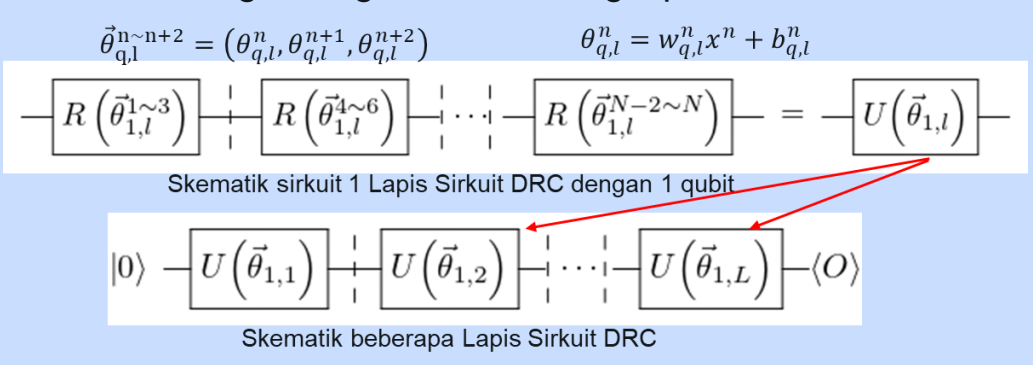 θ⃗_{q,l}^{n~n+2} = (θ_{q,l}^{n}, θ_{q,l}^{n+1}, θ_{q,l}^{n+2})
θ_{q,l}^{n} = w_{q,l}^{n} x^{n} + b_{q,l}^{n}
R(θ⃗_{1,l}^{1~3}) R(θ⃗_{1,l}^{4~6}) ··· R(θ⃗_{1,l}^{N-2~N}) = U(θ⃗_{1,l})
Skematik sirkuit 1 Lapis Sirkuit DRC dengan 1 qubit
|0⟩ U(θ⃗_{1,1}) U(θ⃗_{1,2}) ··· U(θ⃗_{1,L}) ⟨O⟩
Skematik beberapa Lapis Sirkuit DRC